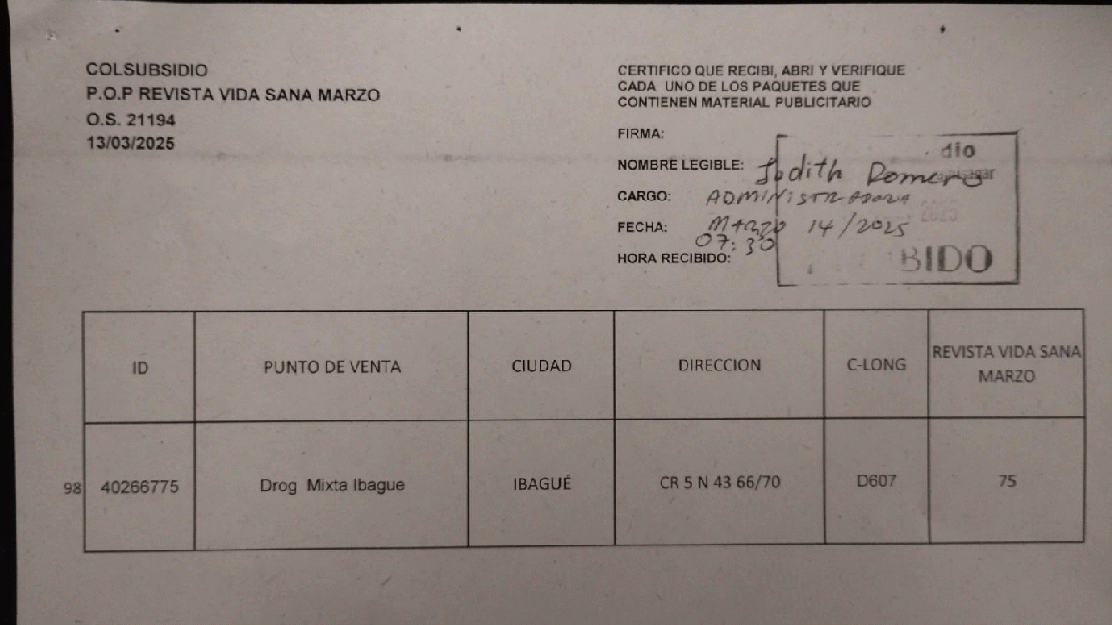 COLSUBSIDIO
P.O.P REVISTA VIDA SANA MARZO
O.S. 21194
13/03/2025
CERTIFICO QUE RECIBI, ABRI Y VERIFIQUE
CADA UNO DE LOS PAQUETES QUE
CONTIENEN MATERIAL PUBLICITARIO
FIRMA:
dio
NOMBRE LEGIBLE: Judith Romero
CARGO: ADMINISTRADORA
2025
FECHA: Marzo 14/2025
07:30
HORA RECIBIDO:
BIDO
ID PUNTO DE VENTA CIUDAD DIRECCION C-LONG REVISTA VIDA SANA
MARZO
98 40266775 Drog Mixta Ibague IBAGUÉ CR 5 N 43 66/70 D607 75